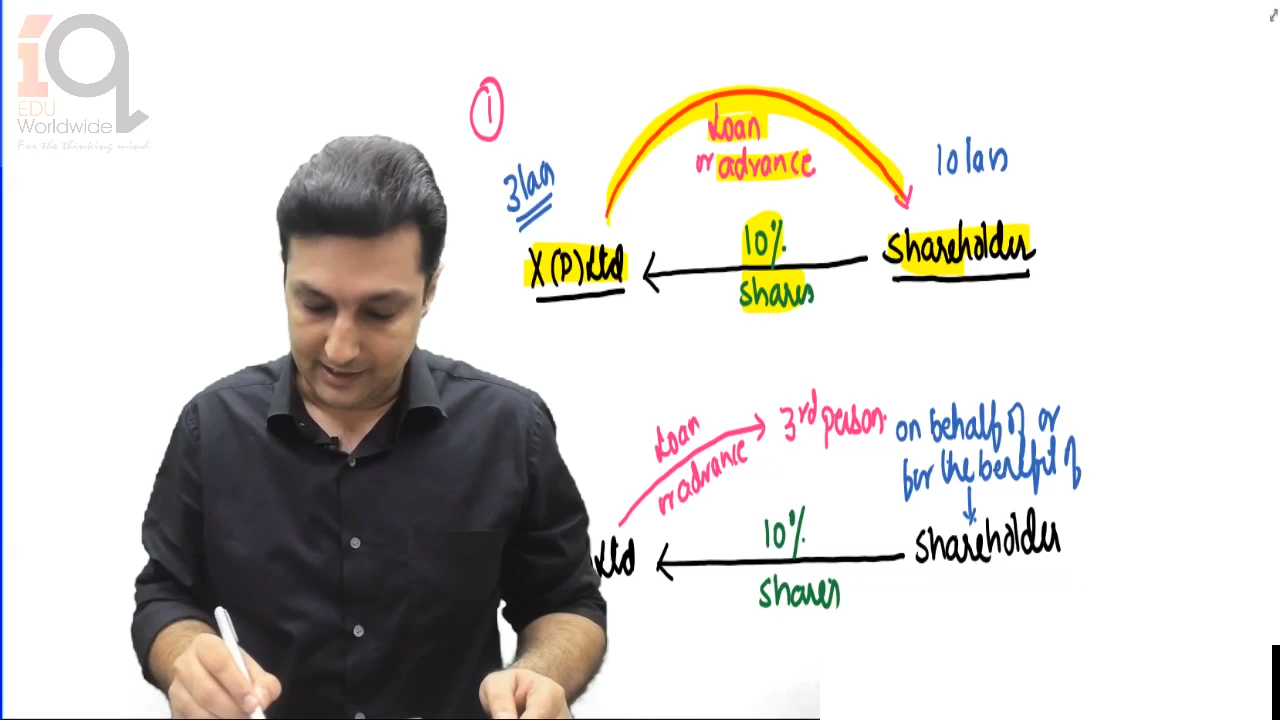 iq
EDU
Worldwide
For the thinking mind
1
Loan
or advance
3 lacs
10 lacs
X (P) Ltd
10%
shares
Shareholder
Loan
or advance
3rd person
on behalf of or
for the benefit of
Ltd
10%
shares
Shareholder